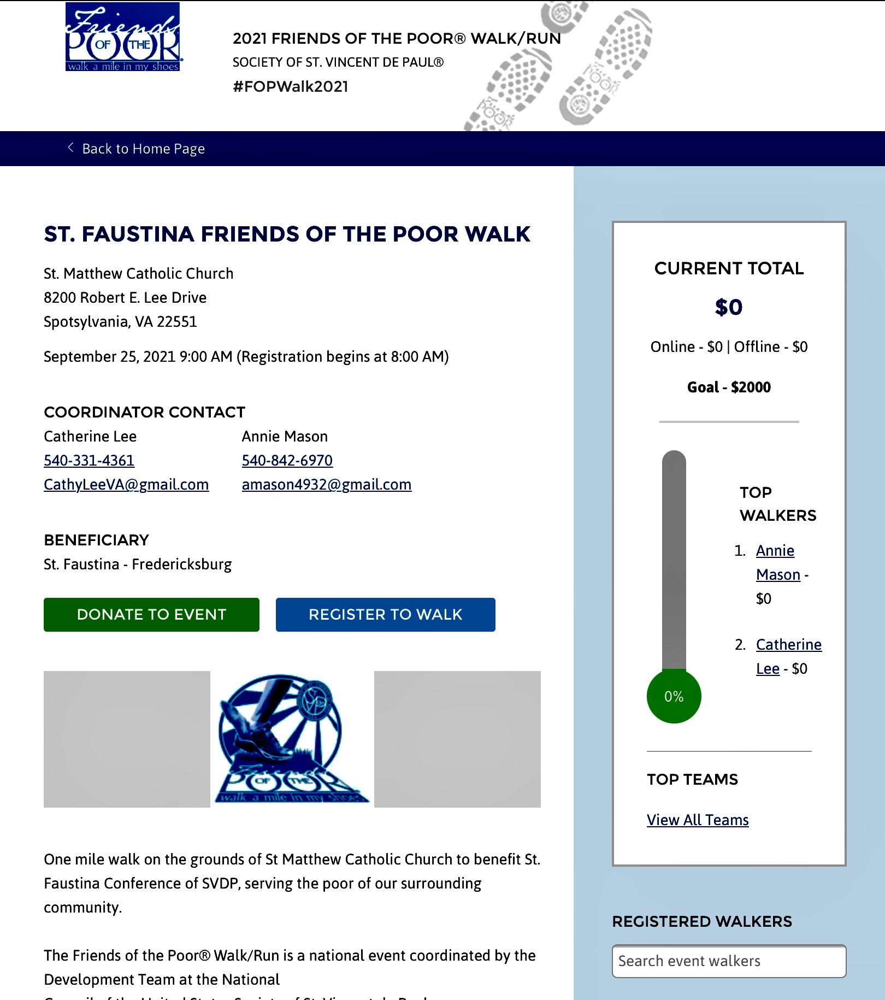 Friends
OF THE
POOR
walk a mile in my shoes
2021 FRIENDS OF THE POOR® WALK/RUN
SOCIETY OF ST. VINCENT DE PAUL®
#FOPWalk2021
POOR
POOR
Back to Home Page
ST. FAUSTINA FRIENDS OF THE POOR WALK
St. Matthew Catholic Church
8200 Robert E. Lee Drive
Spotsylvania, VA 22551
September 25, 2021 9:00 AM (Registration begins at 8:00 AM)
COORDINATOR CONTACT
Catherine Lee
540-331-4361
CathyLeeVA@gmail.com
Annie Mason
540-842-6970
amason4932@gmail.com
BENEFICIARY
St. Faustina - Fredericksburg
DONATE TO EVENT
REGISTER TO WALK
Friends
OF THE
POOR
walk a mile in my shoes
One mile walk on the grounds of St Matthew Catholic Church to benefit St.
Faustina Conference of SVDP, serving the poor of our surrounding
community.
The Friends of the Poor® Walk/Run is a national event coordinated by the
Development Team at the National
CURRENT TOTAL
$0
Online - $0 | Offline - $0
Goal - $2000
0%
TOP
WALKERS
1. Annie
Mason -
$0
2. Catherine
Lee - $0
TOP TEAMS
View All Teams
REGISTERED WALKERS
Search event walkers